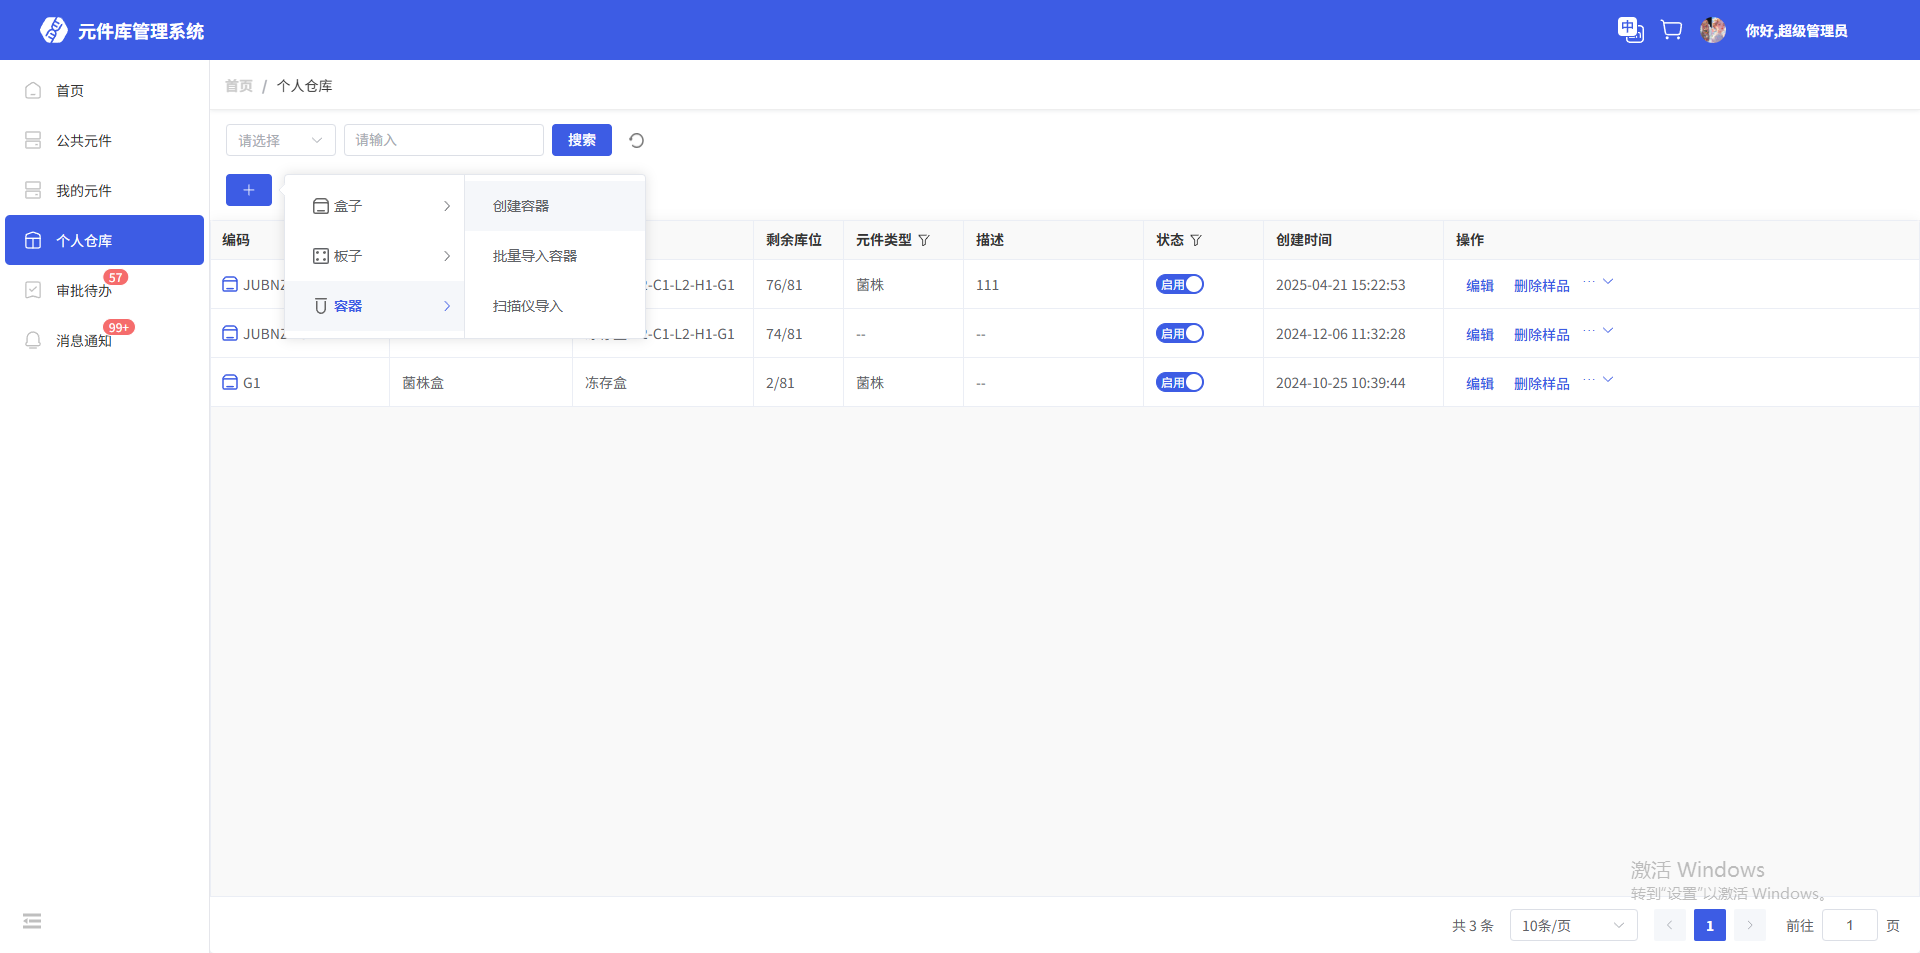 元件库管理系统
中
你好,超级管理员
首页
公共元件
我的元件
个人仓库
审批待办
57
消息通知
99+
首页 / 个人仓库
请选择
请输入
搜索
盒子
板子
容器
创建容器
批量导入容器
扫描仪导入
编码 剩余库位 元件类型 描述 状态 创建时间 操作
JUBN -C1-L2-H1-G1 76/81 菌株 111 启用 2025-04-21 15:22:53 编辑 删除样品 ...
JUBN -C1-L2-H1-G1 74/81 -- -- 启用 2024-12-06 11:32:28 编辑 删除样品 ...
G1 菌株盒 冻存盒 2/81 菌株 -- 启用 2024-10-25 10:39:44 编辑 删除样品 ...
激活 Windows
转到"设置"以激活 Windows。
共 3 条 10条/页 1 前往 1 页